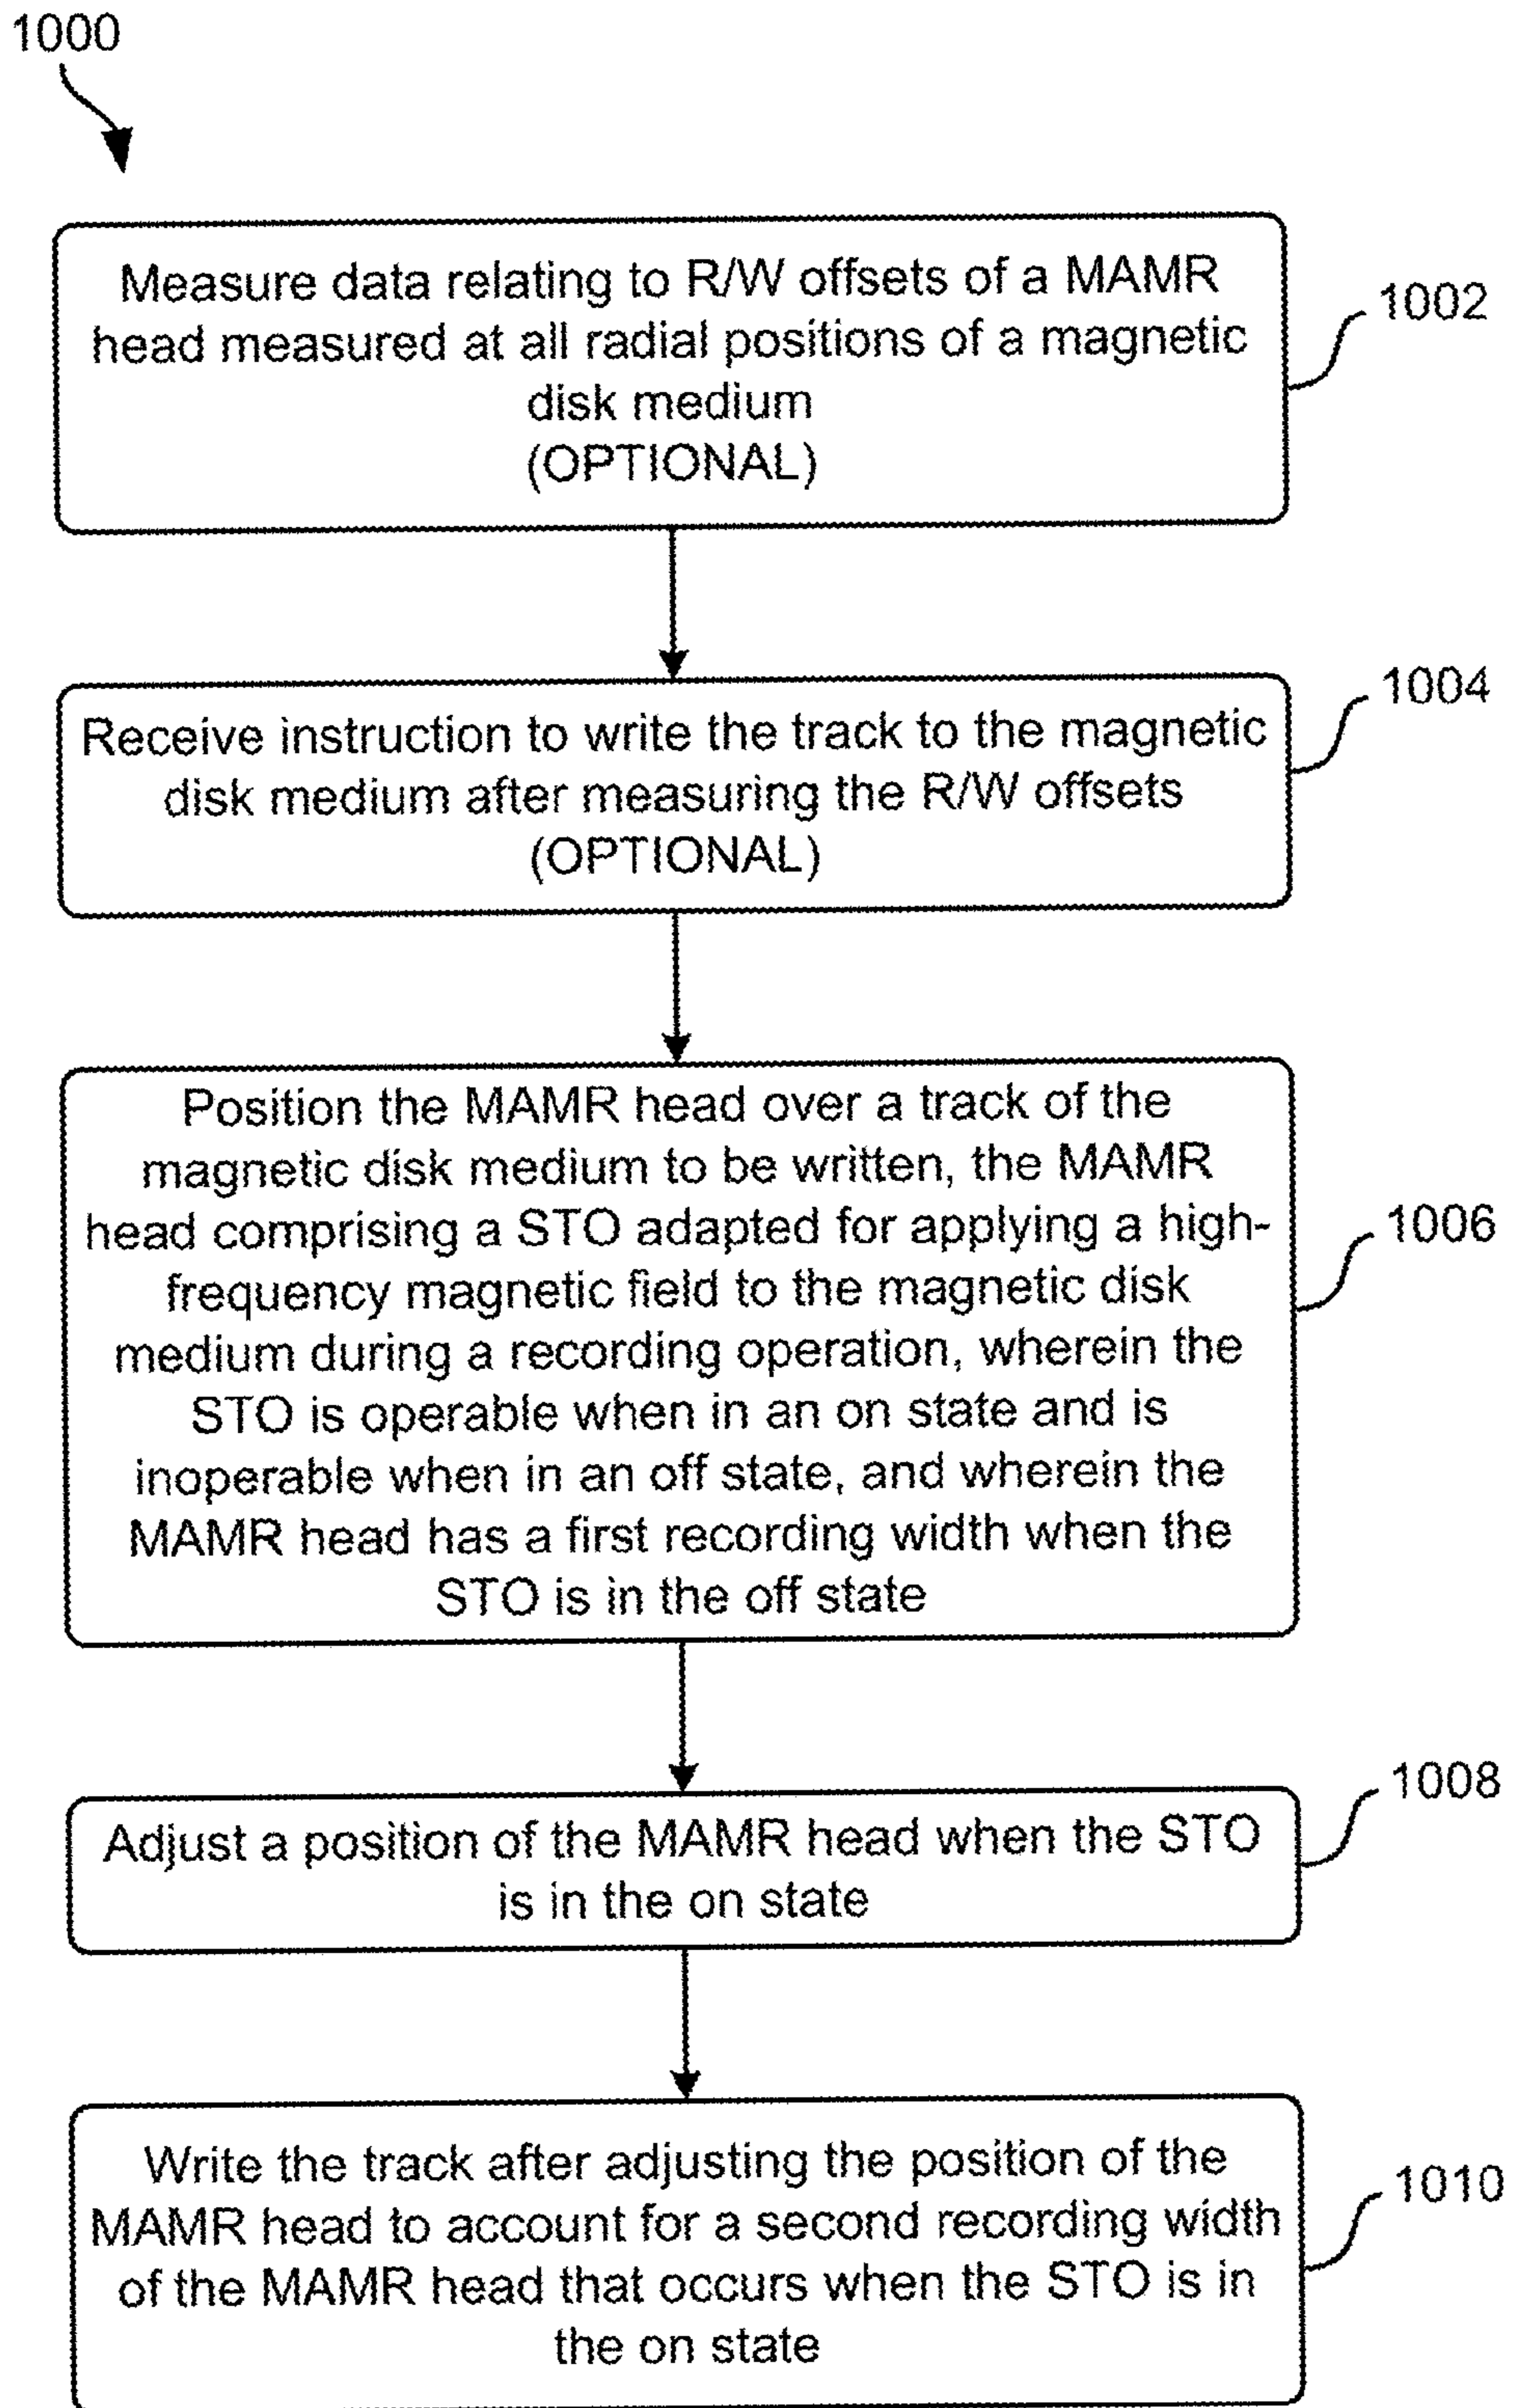 1000
Measure data relating to R/W offsets of a MAMR
head measured at all radial positions of a magnetic
disk medium
(OPTIONAL)
1002
Receive instruction to write the track to the magnetic
disk medium after measuring the R/W offsets
(OPTIONAL)
1004
Position the MAMR head over a track of the
magnetic disk medium to be written, the MAMR
head comprising a STO adapted for applying a high-
frequency magnetic field to the magnetic disk
medium during a recording operation, wherein the
STO is operable when in an on state and is
inoperable when in an off state, and wherein the
MAMR head has a first recording width when the
STO is in the off state
1006
Adjust a position of the MAMR head when the STO
is in the on state
1008
Write the track after adjusting the position of the
MAMR head to account for a second recording width
of the MAMR head that occurs when the STO is in
the on state
1010